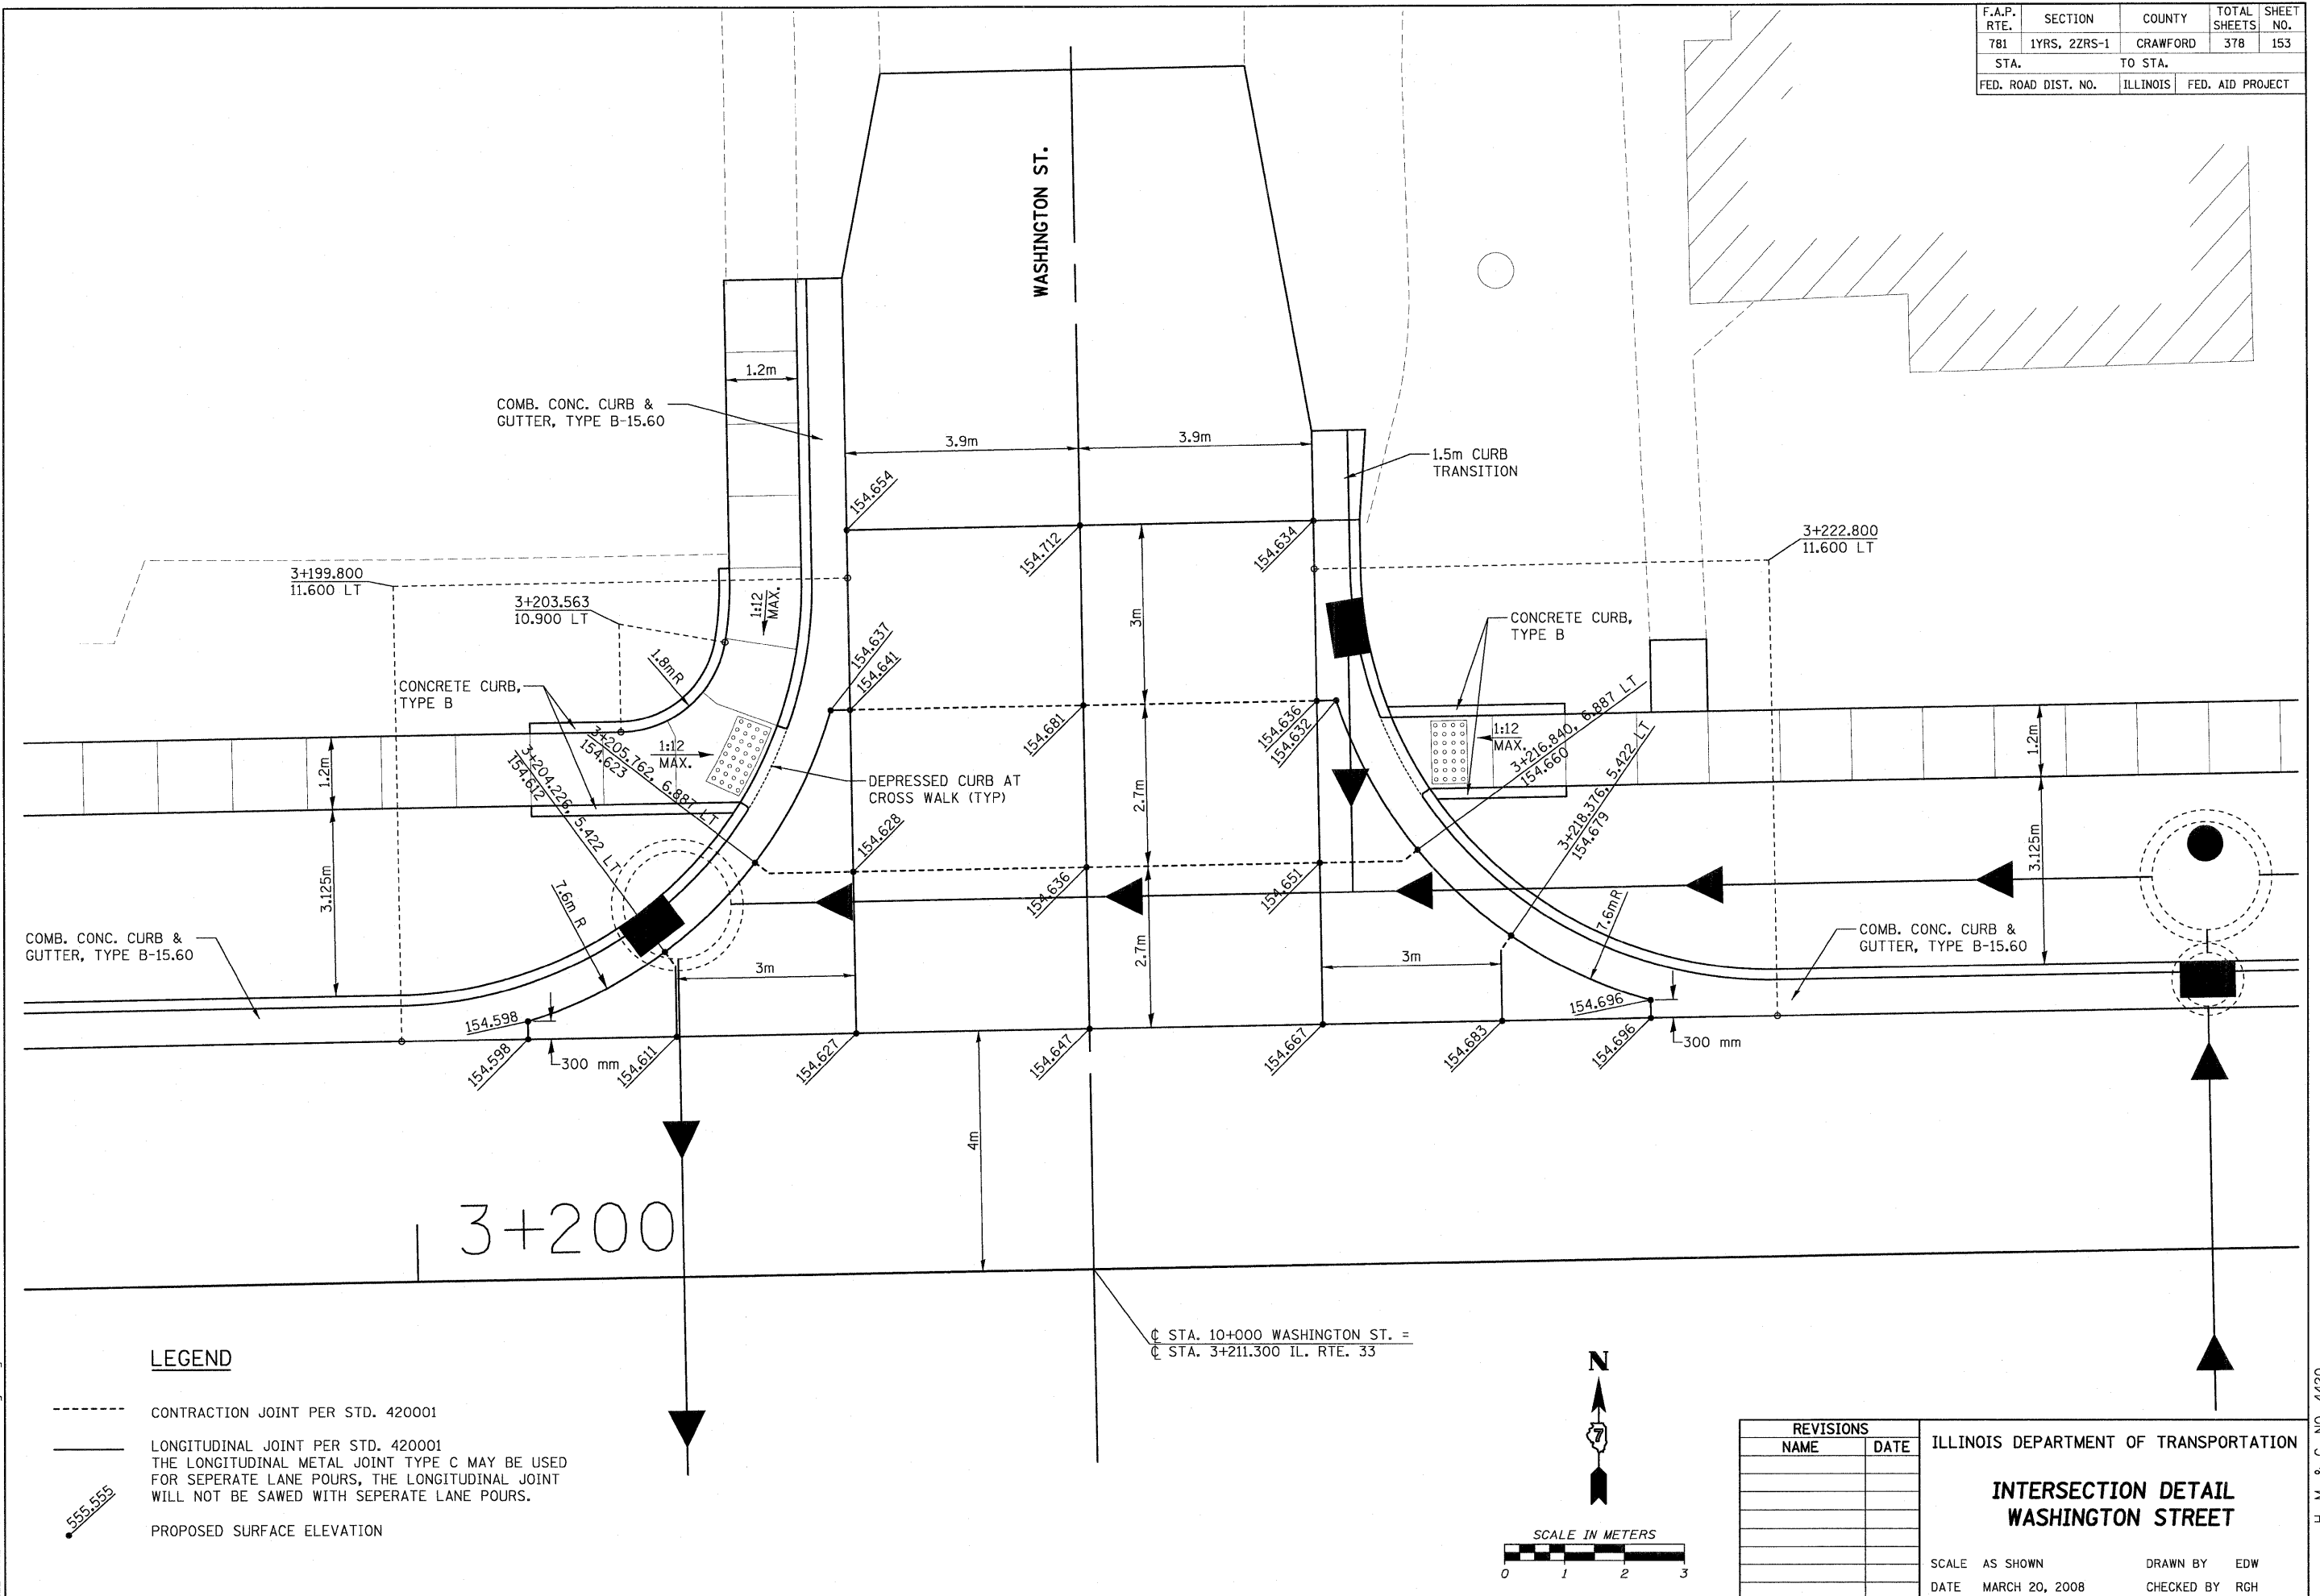 F.A.P. RTE. SECTION COUNTY TOTAL SHEETS SHEET NO.
781 1YRS, 2ZRS-1 CRAWFORD 378 153
STA. TO STA.
FED. ROAD DIST. NO. ILLINOIS FED. AID PROJECT
WASHINGTON ST.
1.2m
COMB. CONC. CURB &
GUTTER, TYPE B-15.60
3.9m
3.9m
1.5m CURB
TRANSITION
154.654
154.712
154.634
3+222.800
11.600 LT
3+199.800
11.600 LT
3+203.563
10.900 LT
1:12
MAX.
3m
CONCRETE CURB,
TYPE B
154.637
154.641
1.8mR
CONCRETE CURB,
TYPE B
154.681
154.636
154.632
3+216.840, 6.887 LT
154.660
1:12
MAX.
3+218.376, 5.422 LT
154.679
1.2m
1.2m
3+205.762, 6.887 LT
154.623
3+204.226, 5.422 LT
154.612
1:12
MAX.
DEPRESSED CURB AT
CROSS WALK (TYP)
2.7m
154.628
154.636
154.651
3.125m
3.125m
7.6m R
7.6mR
COMB. CONC. CURB &
GUTTER, TYPE B-15.60
COMB. CONC. CURB &
GUTTER, TYPE B-15.60
3m
2.7m
3m
154.598
154.696
154.598
300 mm
154.611
154.627
154.647
154.667
154.683
154.696
300 mm
4m
3+200
℄ STA. 10+000 WASHINGTON ST. =
℄ STA. 3+211.300 IL. RTE. 33
LEGEND
CONTRACTION JOINT PER STD. 420001
LONGITUDINAL JOINT PER STD. 420001
THE LONGITUDINAL METAL JOINT TYPE C MAY BE USED
FOR SEPERATE LANE POURS, THE LONGITUDINAL JOINT
WILL NOT BE SAWED WITH SEPERATE LANE POURS.
555.555
PROPOSED SURFACE ELEVATION
N
7
SCALE IN METERS
0 1 2 3
REVISIONS
NAME DATE
ILLINOIS DEPARTMENT OF TRANSPORTATION
INTERSECTION DETAIL
WASHINGTON STREET
SCALE AS SHOWN
DRAWN BY EDW
DATE MARCH 20, 2008
CHECKED BY RGH